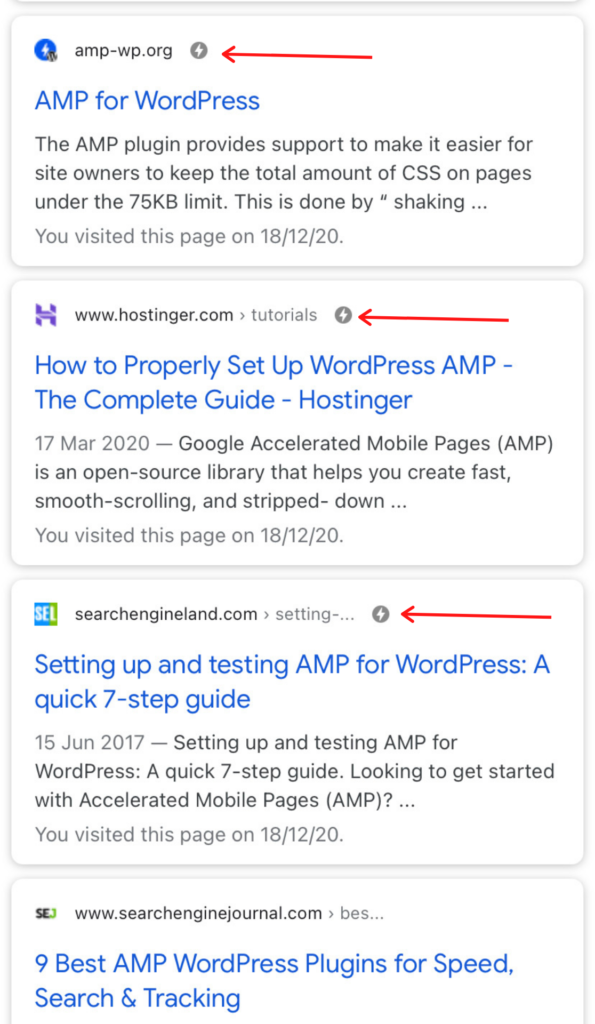 amp-wp.org
AMP for WordPress
The AMP plugin provides support to make it easier for
site owners to keep the total amount of CSS on pages
under the 75KB limit. This is done by “ shaking ...
You visited this page on 18/12/20.
www.hostinger.com › tutorials
How to Properly Set Up WordPress AMP -
The Complete Guide - Hostinger
17 Mar 2020 — Google Accelerated Mobile Pages (AMP)
is an open-source library that helps you create fast,
smooth-scrolling, and stripped- down ...
You visited this page on 18/12/20.
SEL searchengineland.com › setting-...
Setting up and testing AMP for WordPress: A
quick 7-step guide
15 Jun 2017 — Setting up and testing AMP for
WordPress: A quick 7-step guide. Looking to get started
with Accelerated Mobile Pages (AMP)? ...
You visited this page on 18/12/20.
SEJ www.searchenginejournal.com › bes...
9 Best AMP WordPress Plugins for Speed,
Search & Tracking